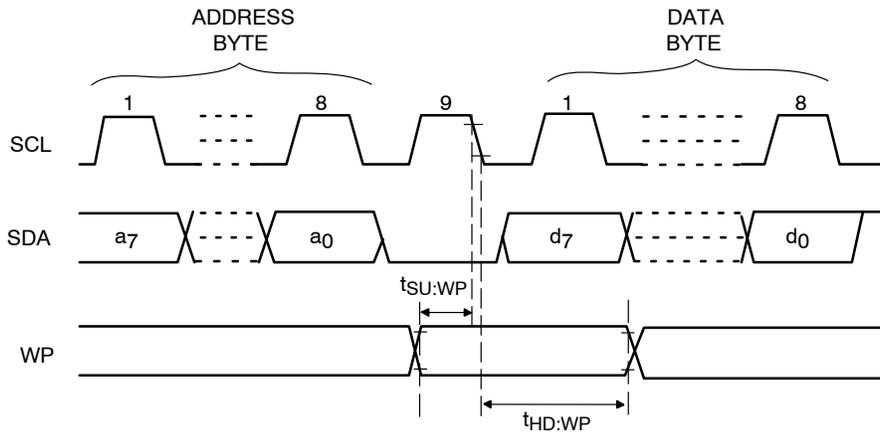 ADDRESS
BYTE
DATA
BYTE
1
8
9
1
8
SCL
SDA
a7
a0
d7
d0
tSU:WP
WP
tHD:WP